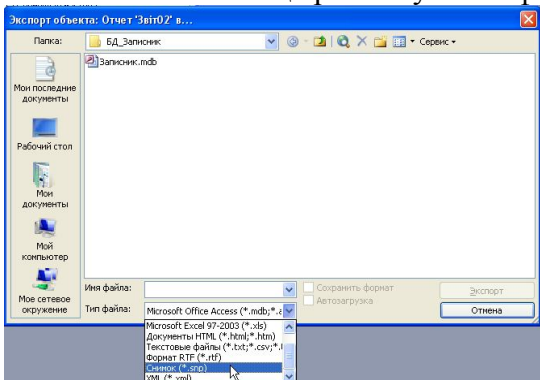 Экспорт объекта: Отчет 'Звіт02' в...
Папка:
БД_Записник
Сервис
Мои последние документы
Записник.mdb
Рабочий стол
Мои документы
Мой компьютер
Мое сетевое окружение
Имя файла:
Сохранить формат
Экспорт
Автозагрузка
Тип файла:
Microsoft Office Access (*.mdb;*.a
Отмена
Microsoft Excel 97-2003 (*.xls)
Документы HTML (*.html;*.htm)
Текстовые файлы (*.txt;*.csv;*.
Формат RTF (*.rtf)
Снимок (*.snp)
XML (*.xml)